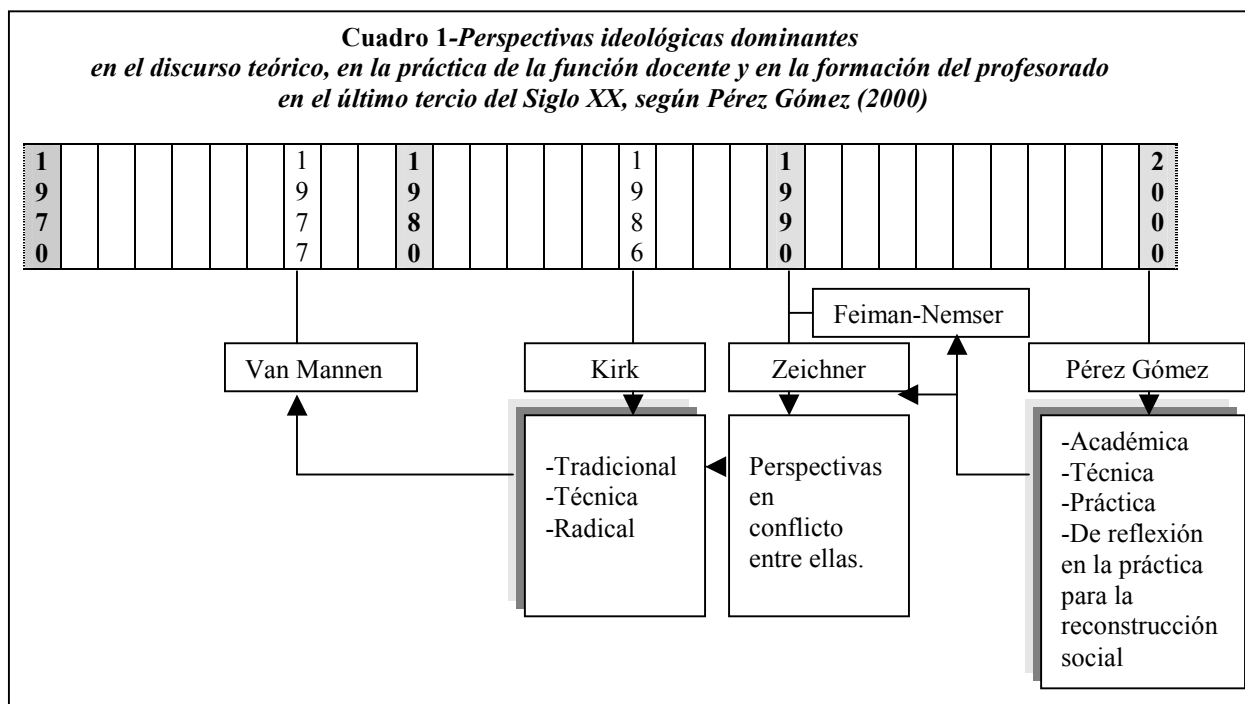 Cuadro 1-Perspectivas ideológicas dominantes
en el discurso teórico, en la práctica de la función docente y en la formación del profesorado
en el último tercio del Siglo XX, según Pérez Gómez (2000)
1970
1977
1980
1986
1990
2000
Feiman-Nemser
Van Mannen
Kirk
Zeichner
Pérez Gómez
-Tradicional
-Técnica
-Radical
Perspectivas
en
conflicto
entre ellas.
-Académica
-Técnica
-Práctica
-De reflexión
en la práctica
para la
reconstrucción
social